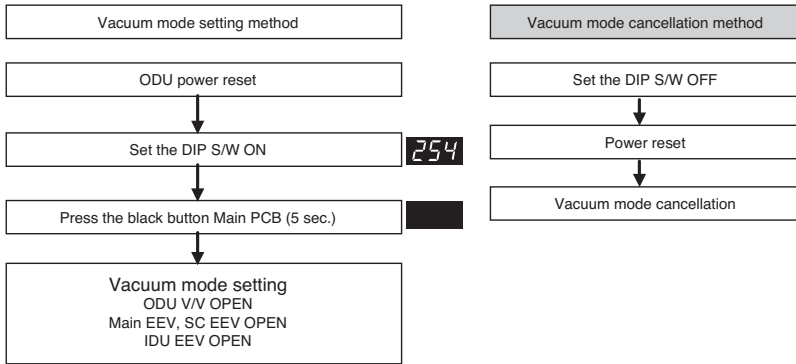 Vacuum mode setting method
ODU power reset
Set the DIP S/W ON
254
Press the black button Main PCB (5 sec.)
Vacuum mode setting
ODU V/V OPEN
Main EEV, SC EEV OPEN
IDU EEV OPEN
Vacuum mode cancellation method
Set the DIP S/W OFF
Power reset
Vacuum mode cancellation